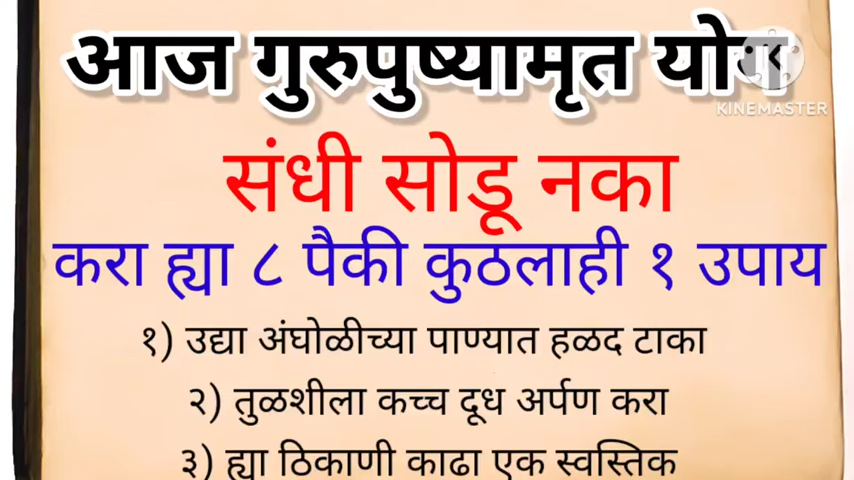 आज गुरुपुष्यामृत योग
KINEMASTER
संधी सोडू नका
करा ह्या ८ पैकी कुठलाही १ उपाय
१) उद्या अंघोळीच्या पाण्यात हळद टाका
२) तुळशीला कच्च दूध अर्पण करा
३) ह्या ठिकाणी काढा एक स्वस्तिक